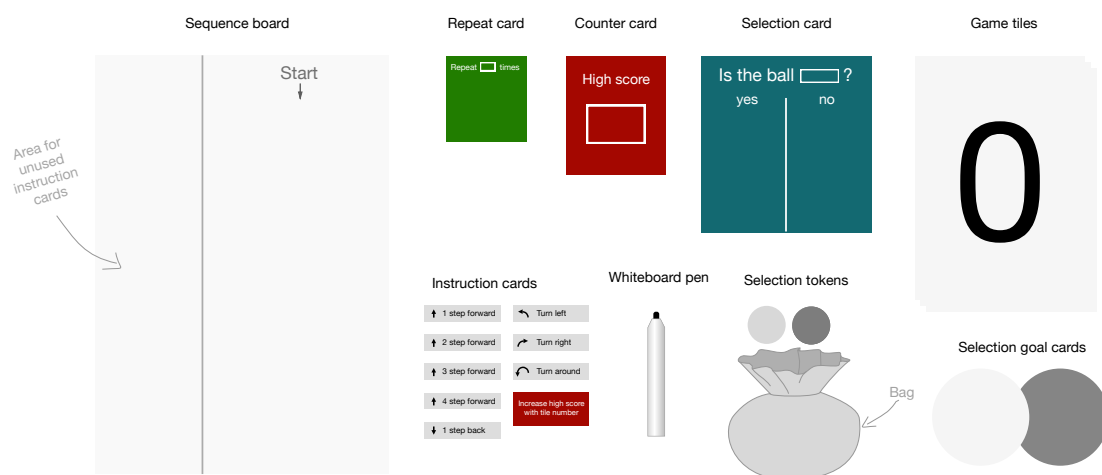 Sequence board
Repeat card
Counter card
Selection card
Game tiles
Start
Area for
unused
instruction
cards
Repeat times
High score
Is the ball ?
yes no
0
Instruction cards
1 step forward
2 step forward
3 step forward
4 step forward
1 step back
Turn left
Turn right
Turn around
Increase high score
with tile number
Whiteboard pen
Selection tokens
Bag
Selection goal cards